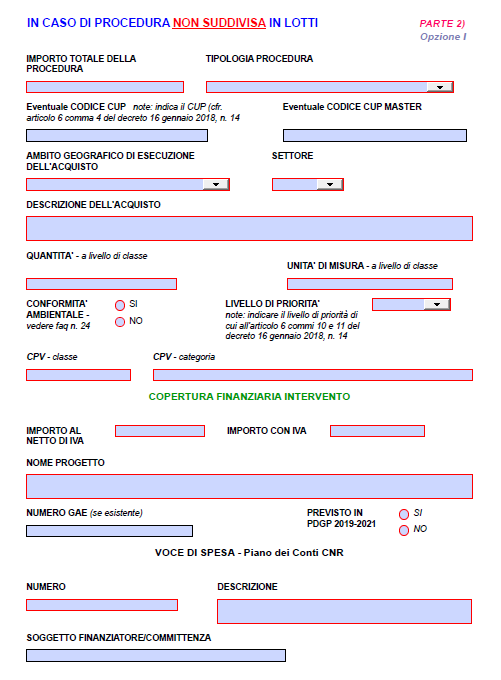 IN CASO DI PROCEDURA NON SUDDIVISA IN LOTTI
PARTE 2)
Opzione I
IMPORTO TOTALE DELLA
PROCEDURA
TIPOLOGIA PROCEDURA
Eventuale CODICE CUP note: indica il CUP (cfr.
articolo 6 comma 4 del decreto 16 gennaio 2018, n. 14
Eventuale CODICE CUP MASTER
AMBITO GEOGRAFICO DI ESECUZIONE
DELL'ACQUISTO
SETTORE
DESCRIZIONE DELL'ACQUISTO
QUANTITA' - a livello di classe
UNITA' DI MISURA - a livello di classe
CONFORMITA'
AMBIENTALE -
vedere faq n. 24
SI
NO
LIVELLO DI PRIORITA'
note: indicare il livello di priorità di
cui all'articolo 6 commi 10 e 11 del
decreto 16 gennaio 2018, n. 14
CPV - classe
CPV - categoria
COPERTURA FINANZIARIA INTERVENTO
IMPORTO AL
NETTO DI IVA
IMPORTO CON IVA
NOME PROGETTO
NUMERO GAE (se esistente)
PREVISTO IN
PDGP 2019-2021
SI
NO
VOCE DI SPESA - Piano dei Conti CNR
NUMERO
DESCRIZIONE
SOGGETTO FINANZIATORE/COMMITTENZA